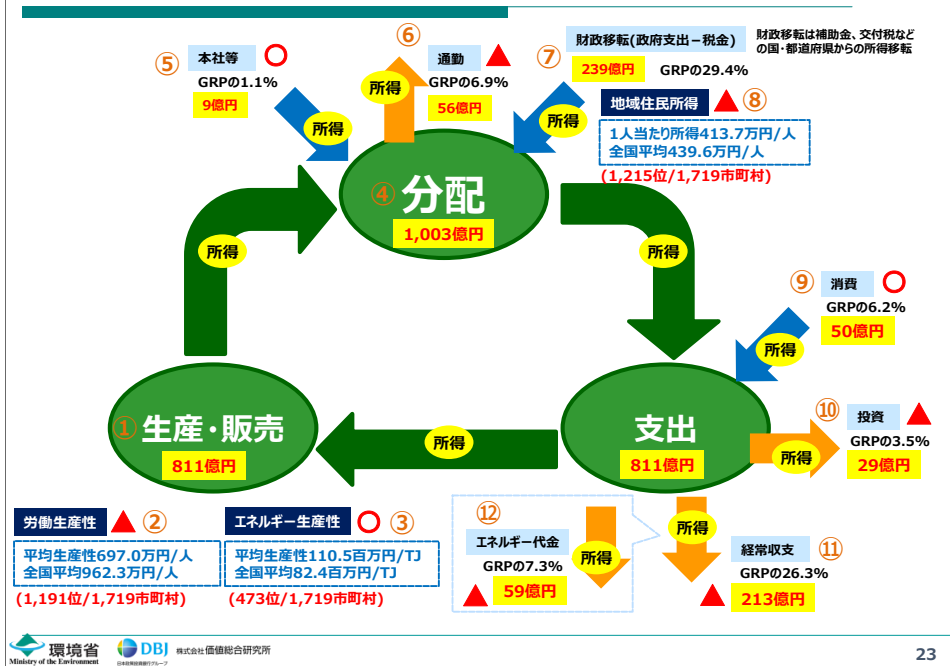 ⑤
本社等
GRPの1.1%
9億円
所得
⑥
通勤
GRPの6.9%
56億円
所得
⑦
財政移転(政府支出－税金)
239億円
GRPの29.4%
所得
財政移転は補助金、交付税など
の国・都道府県からの所得移転
地域住民所得
⑧
1人当たり所得413.7万円/人
全国平均439.6万円/人
(1,215位/1,719市町村)
④
分配
1,003億円
所得
所得
⑨
消費
GRPの6.2%
50億円
所得
①
生産・販売
811億円
所得
支出
811億円
⑩
投資
GRPの3.5%
29億円
所得
労働生産性
②
平均生産性697.0万円/人
全国平均962.3万円/人
(1,191位/1,719市町村)
エネルギー生産性
③
平均生産性110.5百万円/TJ
全国平均82.4百万円/TJ
(473位/1,719市町村)
⑫
エネルギー代金
GRPの7.3%
59億円
所得
所得
経常収支
⑪
GRPの26.3%
213億円
環境省
Ministry of the Environment
DBJ
日本政策投資銀行グループ
株式会社価値総合研究所
23